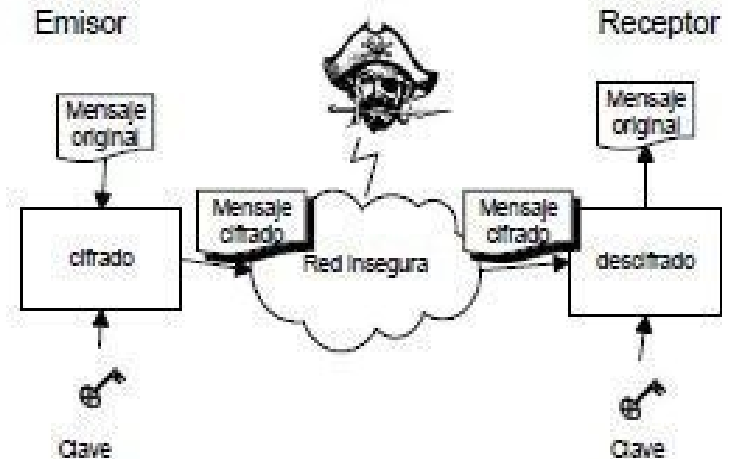 Emisor
Receptor
Mensaje
original
Mensaje
original
Mensaje
cifrado
Mensaje
cifrado
cifrado
Red Insegura
descifrado
Clave
Clave